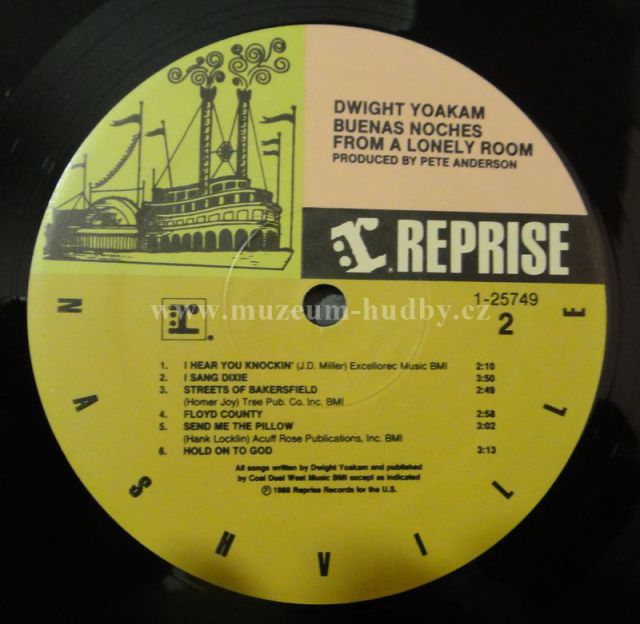 DWIGHT YOAKAM
BUENAS NOCHES
FROM A LONELY ROOM
PRODUCED BY PETE ANDERSON
r. REPRISE
www.muzeum-hudby.cz
1-25749
2
r:
1. I HEAR YOU KNOCKIN' (J.D. Miller) Excellorec Music BMI 2:10
2. I SANG DIXIE 3:50
3. STREETS OF BAKERSFIELD 2:49
(Homer Joy) Tree Pub. Co. Inc. BMI
4. FLOYD COUNTY 2:58
5. SEND ME THE PILLOW 3:02
(Hank Locklin) Acuff Rose Publications, Inc. BMI
6. HOLD ON TO GOD 3:13
All songs written by Dwight Yoakam and published
by Coal Dust West Music BMI except as indicated
℗ 1988 Reprise Records for the U.S.
NASHVILLE